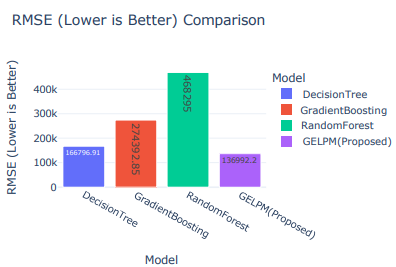 RMSE (Lower is Better) Comparison
RMSE (Lower is Better)
400k
300k
200k
100k
0
166796.91
274392.85
468295
136992.2
DecisionTree
GradientBoosting
RandomForest
GELPM(Proposed)
Model
Model
DecisionTree
GradientBoosting
RandomForest
GELPM(Proposed)